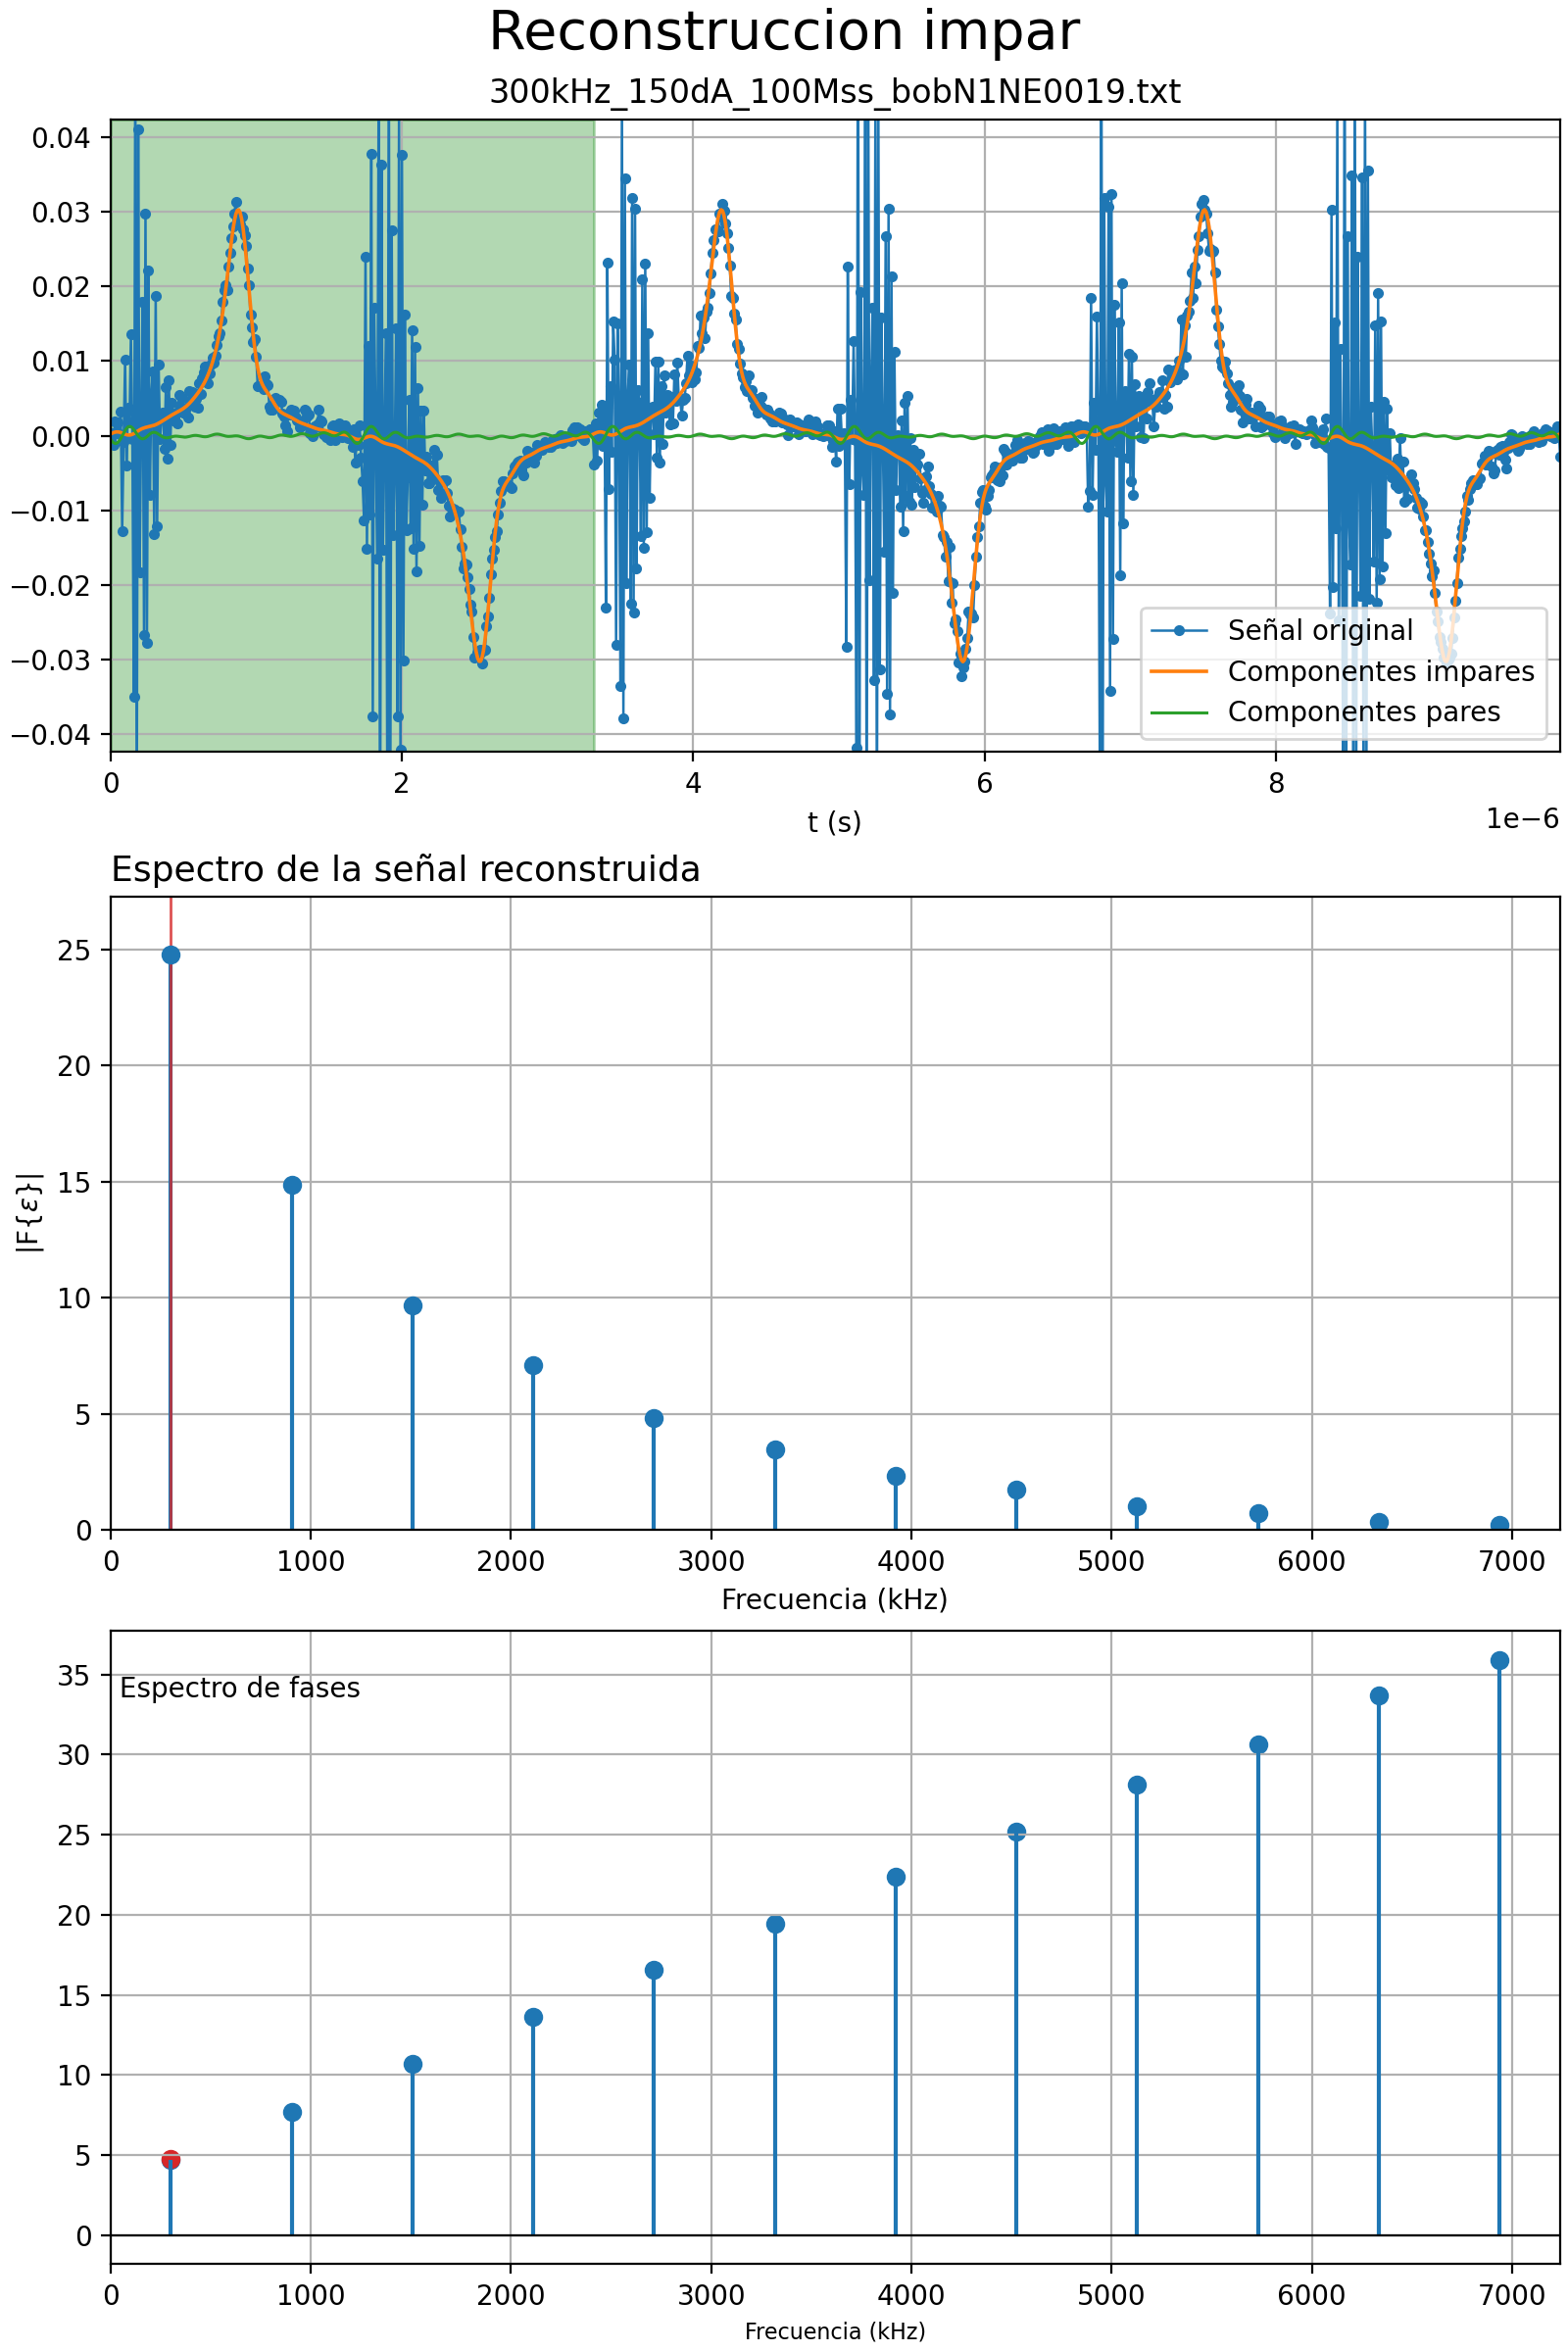 Reconstruccion impar
300kHz_150dA_100Mss_bobN1NE0019.txt
0.04
0.03
0.02
0.01
0.00
−0.01
−0.02
−0.03
−0.04
Señal original
Componentes impares
Componentes pares
0 2 4 6 8
1e−6
t (s)
Espectro de la señal reconstruida
25
20
15
10
5
0
|F{ε}|
0 1000 2000 3000 4000 5000 6000 7000
Frecuencia (kHz)
35
Espectro de fases
30
25
20
15
10
5
0
0 1000 2000 3000 4000 5000 6000 7000
Frecuencia (kHz)